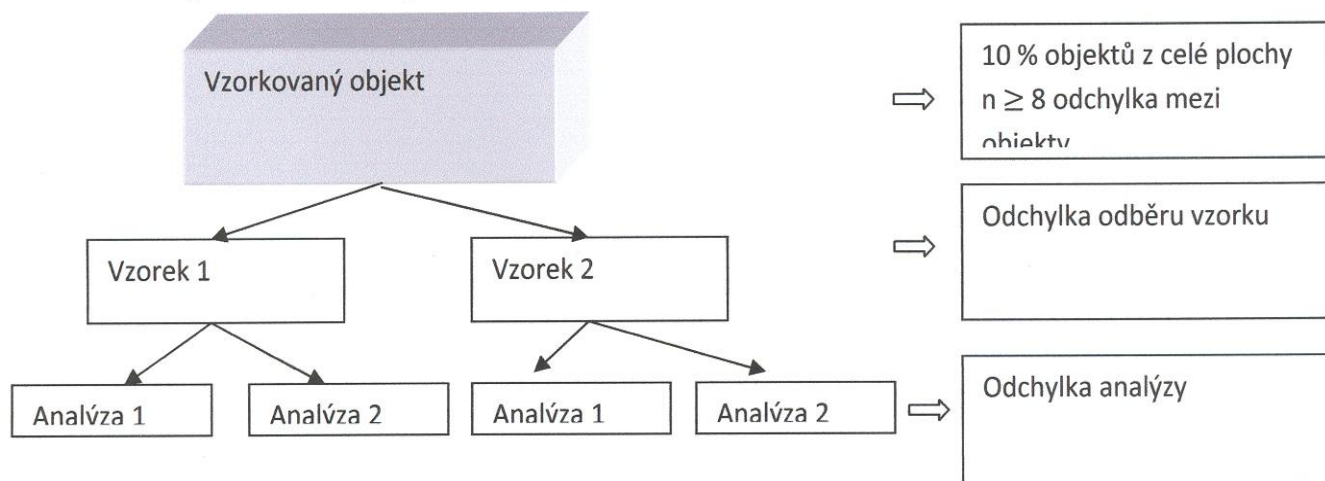 Vzorkovaný objekt
10 % objektů z celé plochy
n ≥ 8 odchylka mezi
objekty
Vzorek 1
Vzorek 2
Odchylka odběru vzorku
Analýza 1
Analýza 2
Analýza 1
Analýza 2
Odchylka analýzy